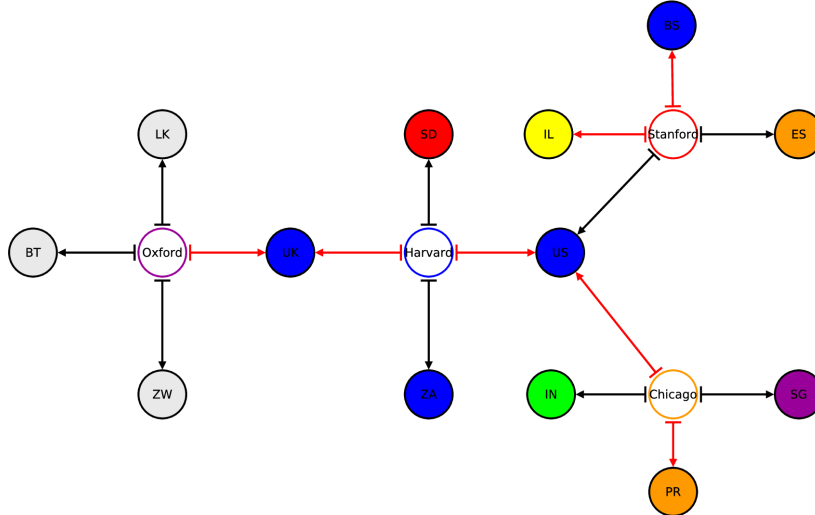 BS
LK
SD
IL
Stanford
ES
BT
Oxford
UK
Harvard
US
ZW
ZA
IN
Chicago
SG
PR